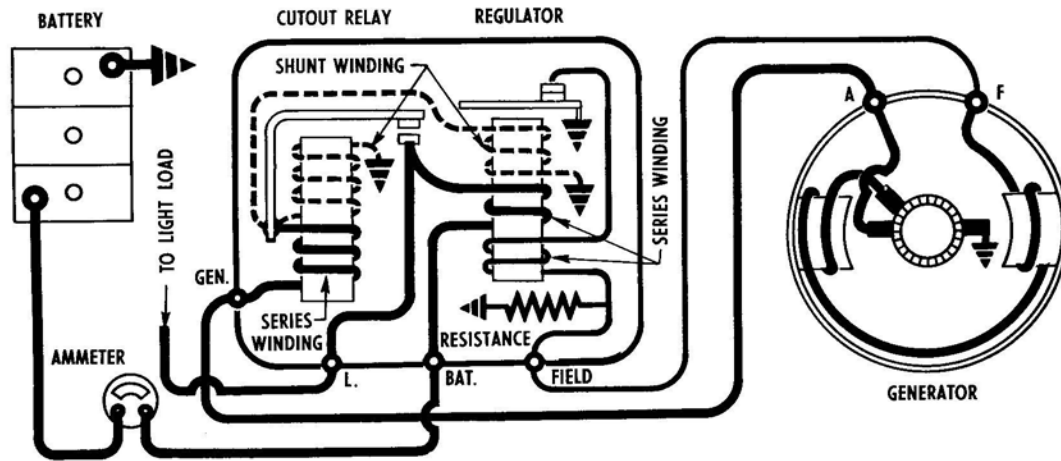 BATTERY
CUTOUT RELAY
REGULATOR
SHUNT WINDING
A
F
TO LIGHT LOAD
SERIES WINDING
GEN.
SERIES
WINDING
RESISTANCE
AMMETER
L.
BAT.
FIELD
GENERATOR